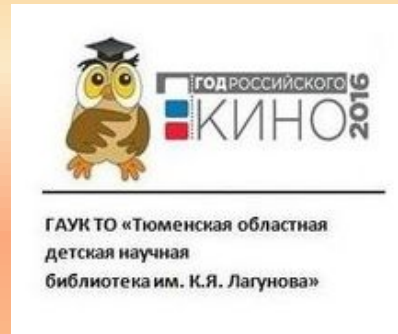 ГОД РОССИЙСКОГО
КИНО
2016
ГАУК ТО «Тюменская областная
детская научная
библиотека им. К.Я. Лагунова»